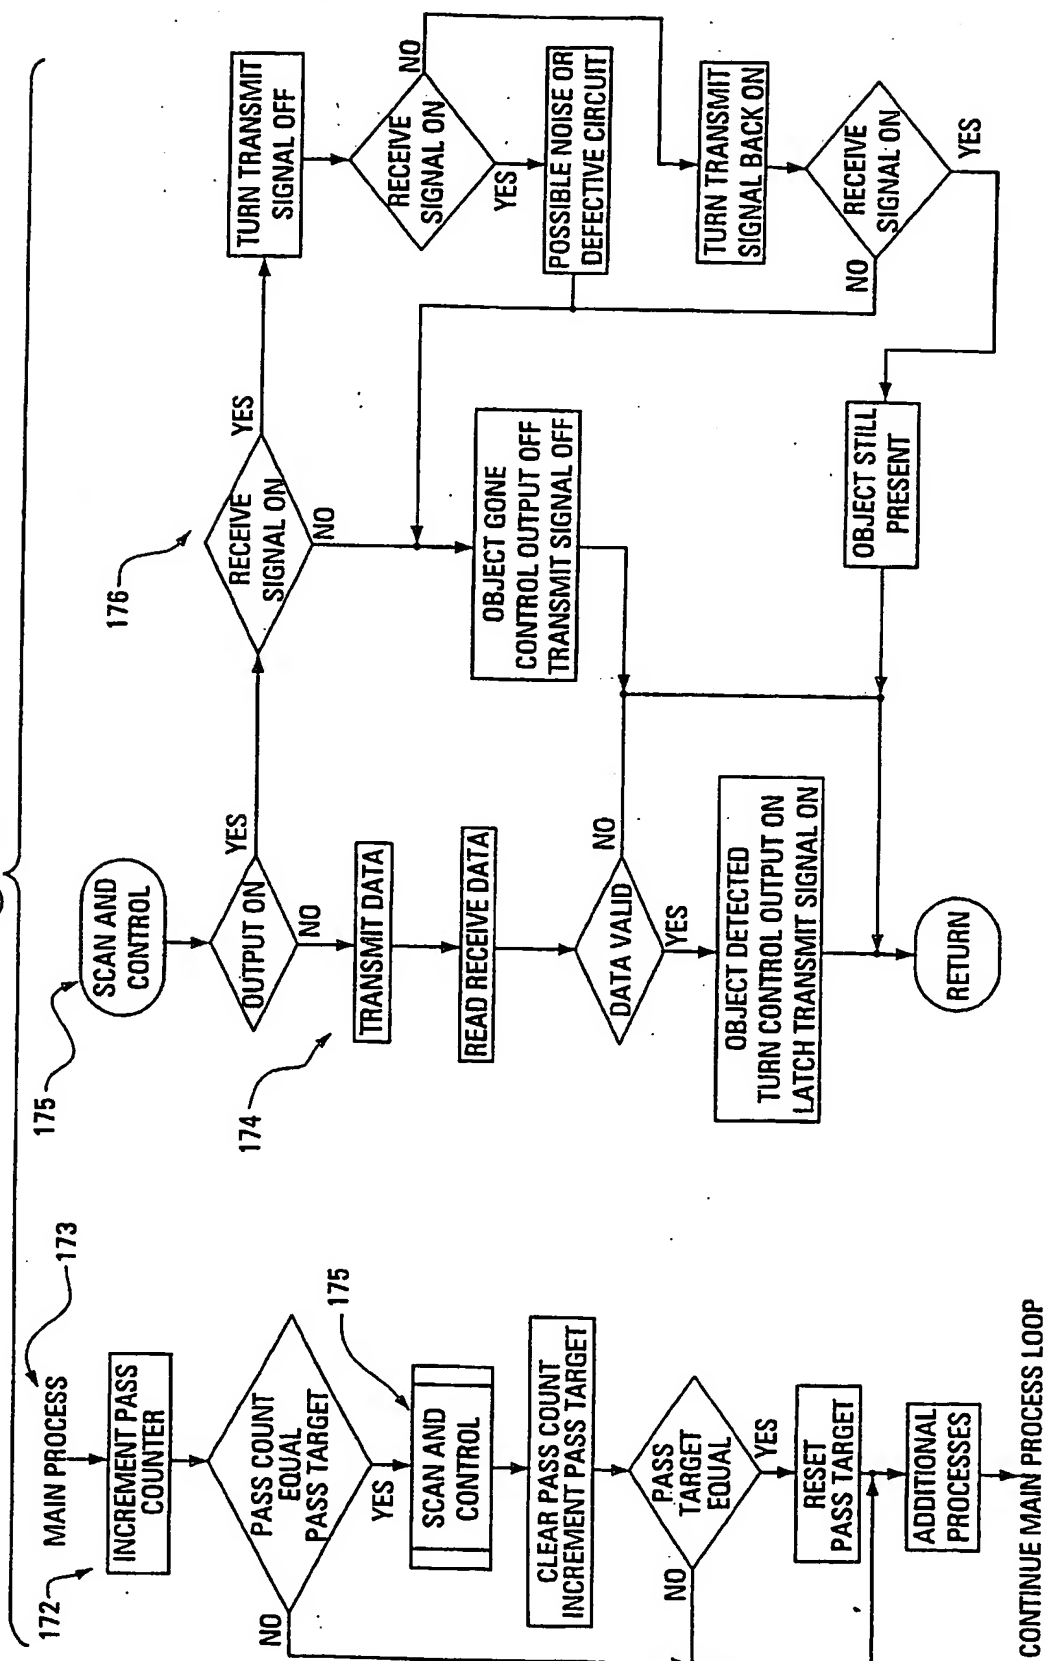 172
MAIN PROCESS
173
INCREMENT PASS
COUNTER
PASS COUNT
EQUAL
PASS TARGET
NO
YES
175
SCAN AND
CONTROL
CLEAR PASS COUNT
INCREMENT PASS TARGET
PASS
TARGET
EQUAL
NO
YES
RESET
PASS TARGET
ADDITIONAL
PROCESSES
CONTINUE MAIN PROCESS LOOP
175
SCAN AND
CONTROL
OUTPUT ON
YES
NO
174
TRANSMIT DATA
READ RECEIVE DATA
DATA VALID
NO
YES
OBJECT DETECTED
TURN CONTROL OUTPUT ON
LATCH TRANSMIT SIGNAL ON
RETURN
176
RECEIVE
SIGNAL ON
YES
NO
OBJECT GONE
CONTROL OUTPUT OFF
TRANSMIT SIGNAL OFF
TURN TRANSMIT
SIGNAL OFF
RECEIVE
SIGNAL ON
NO
YES
POSSIBLE NOISE OR
DEFECTIVE CIRCUIT
TURN TRANSMIT
SIGNAL BACK ON
RECEIVE
SIGNAL ON
NO
YES
OBJECT STILL
PRESENT